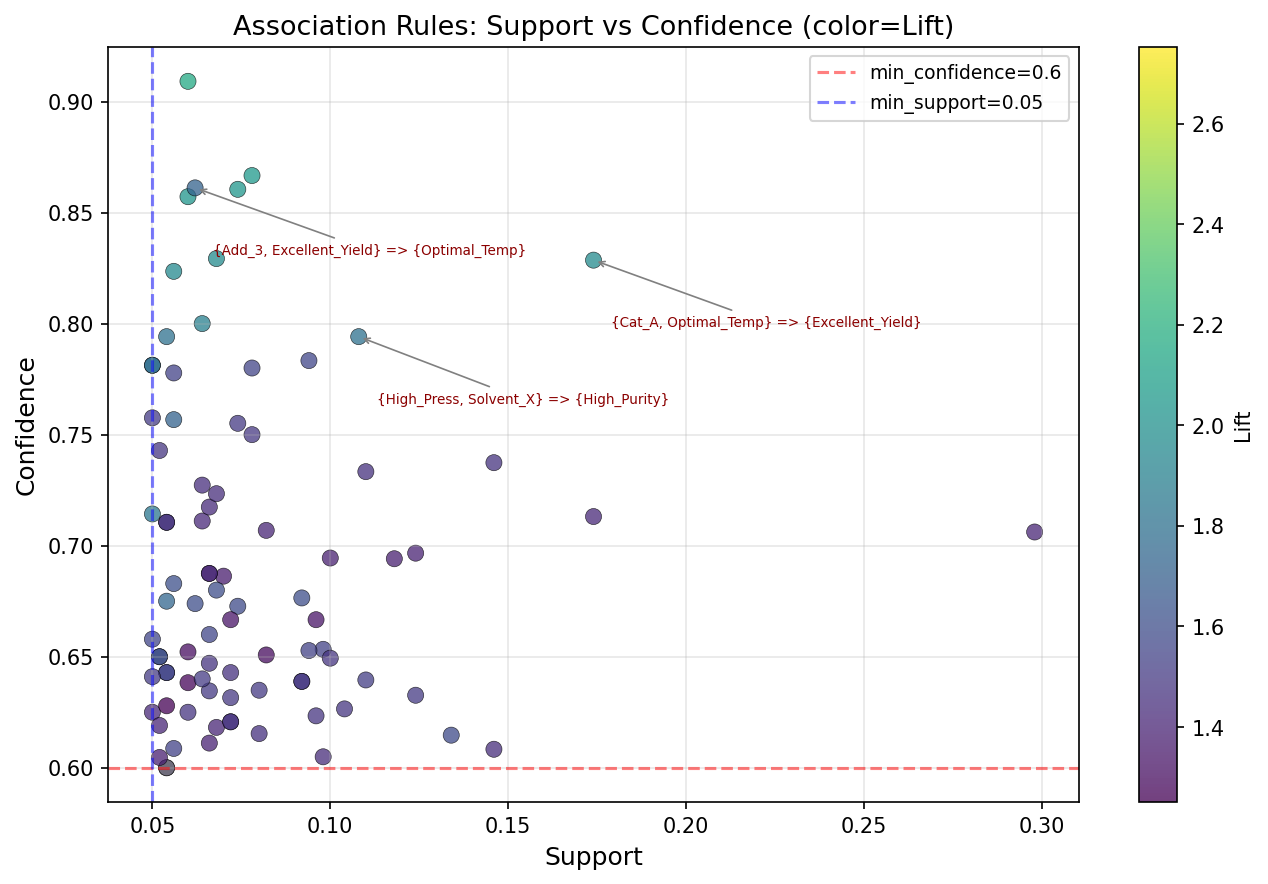 Association Rules: Support vs Confidence (color=Lift)
min_confidence=0.6
min_support=0.05
{Add_3, Excellent_Yield} => {Optimal_Temp}
{Cat_A, Optimal_Temp} => {Excellent_Yield}
{High_Press, Solvent_X} => {High_Purity}
Confidence
0.90
0.85
0.80
0.75
0.70
0.65
0.60
0.05
0.10
0.15
0.20
0.25
0.30
Support
2.6
2.4
2.2
2.0
1.8
1.6
1.4
Lift